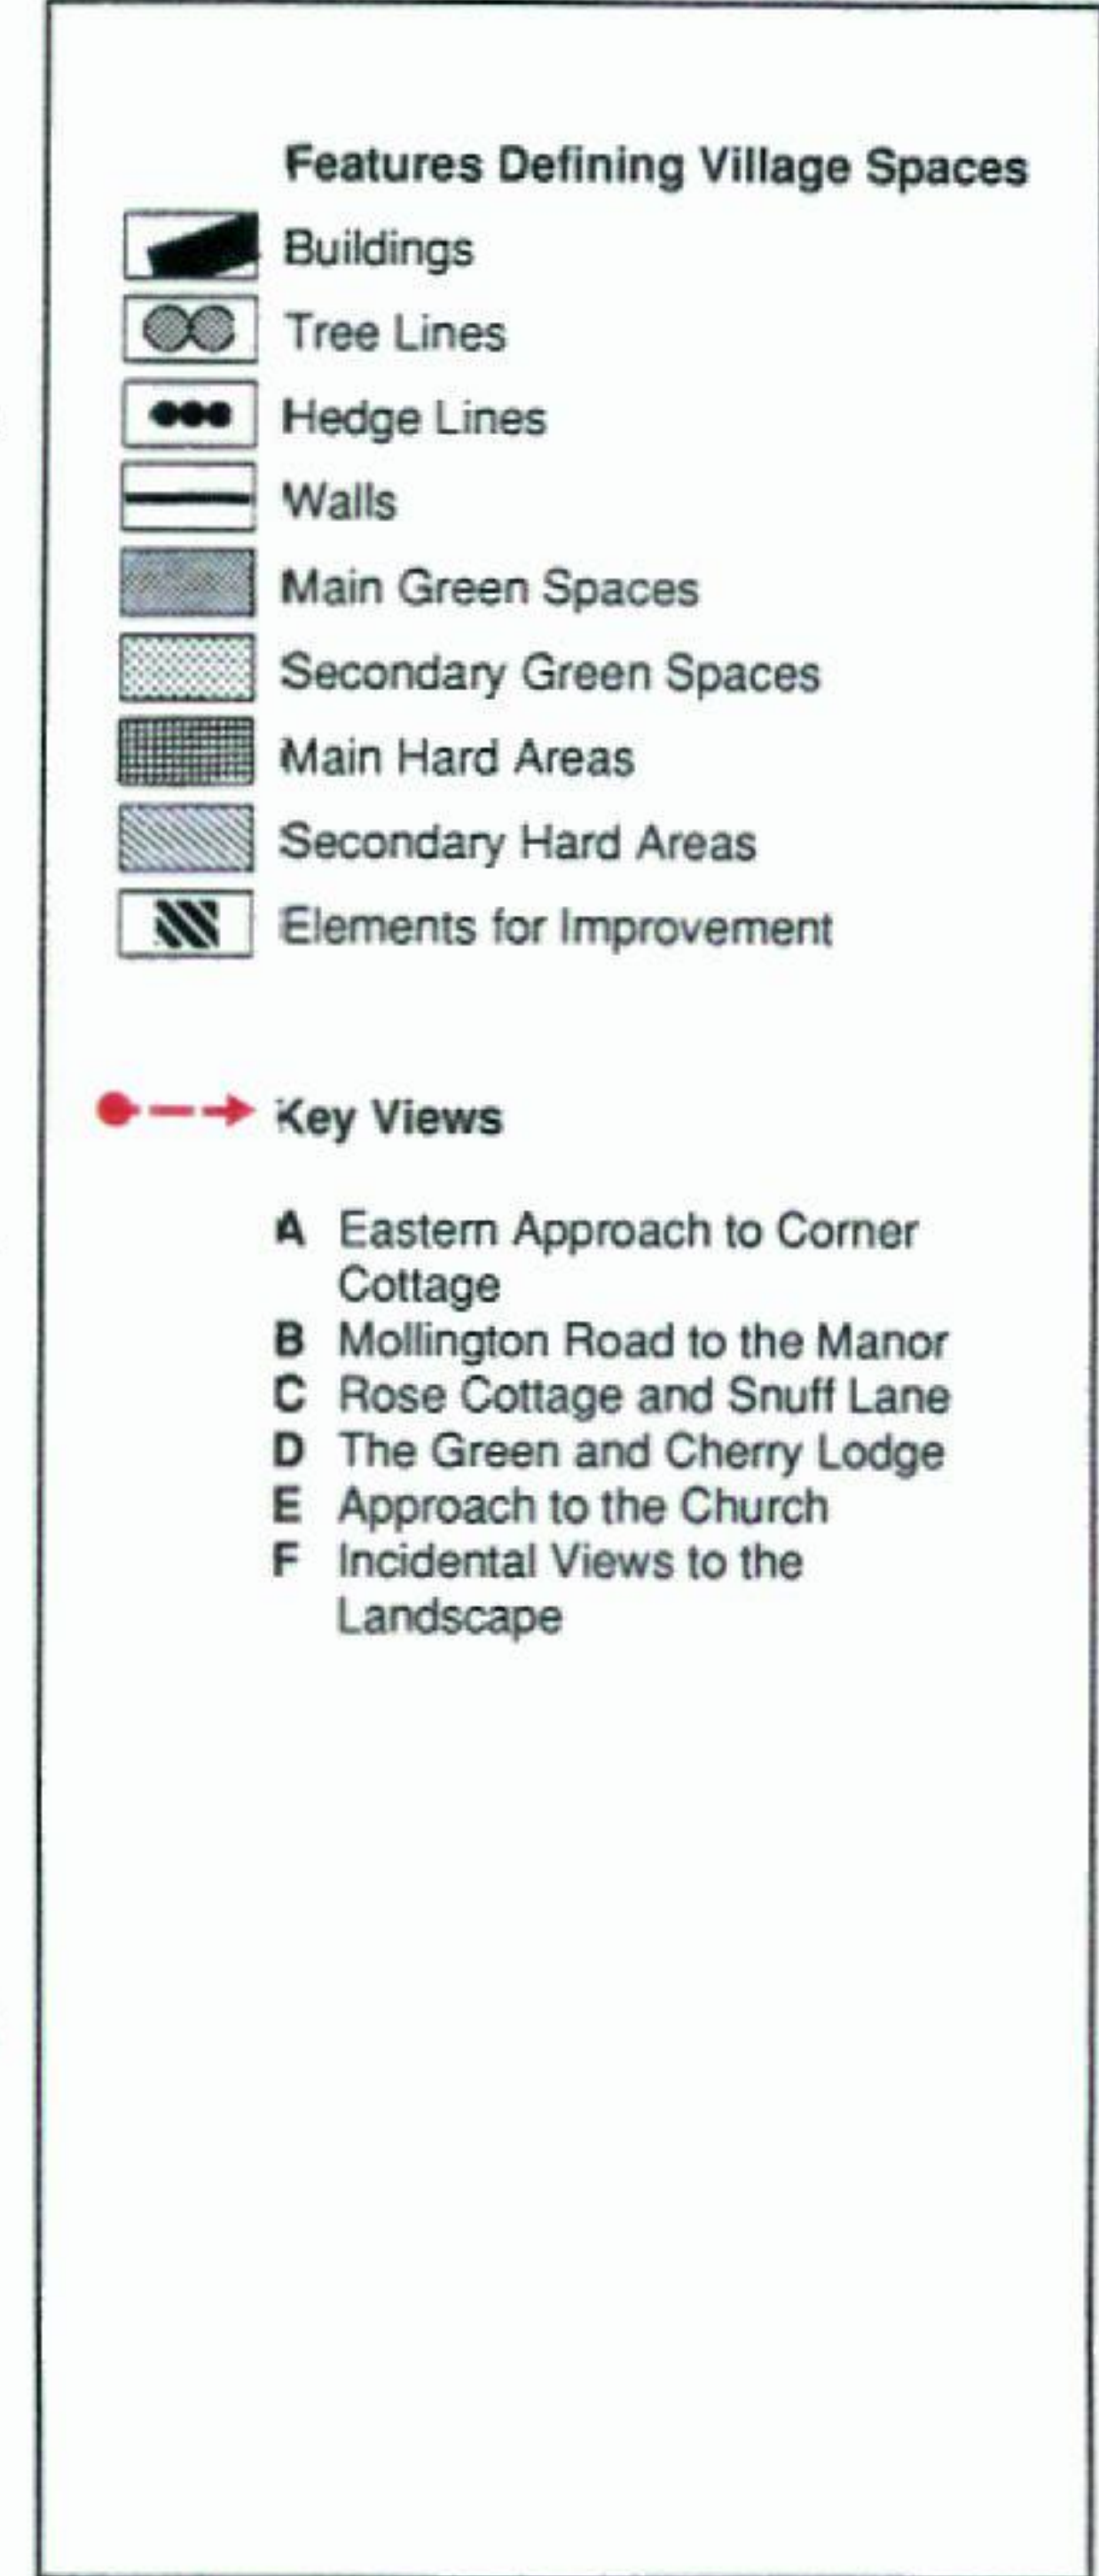 Features Defining Village Spaces
Buildings
Tree Lines
Hedge Lines
Walls
Main Green Spaces
Secondary Green Spaces
Main Hard Areas
Secondary Hard Areas
Elements for Improvement
Key Views
A Eastern Approach to Corner
Cottage
B Mollington Road to the Manor
C Rose Cottage and Snuff Lane
D The Green and Cherry Lodge
E Approach to the Church
F Incidental Views to the
Landscape